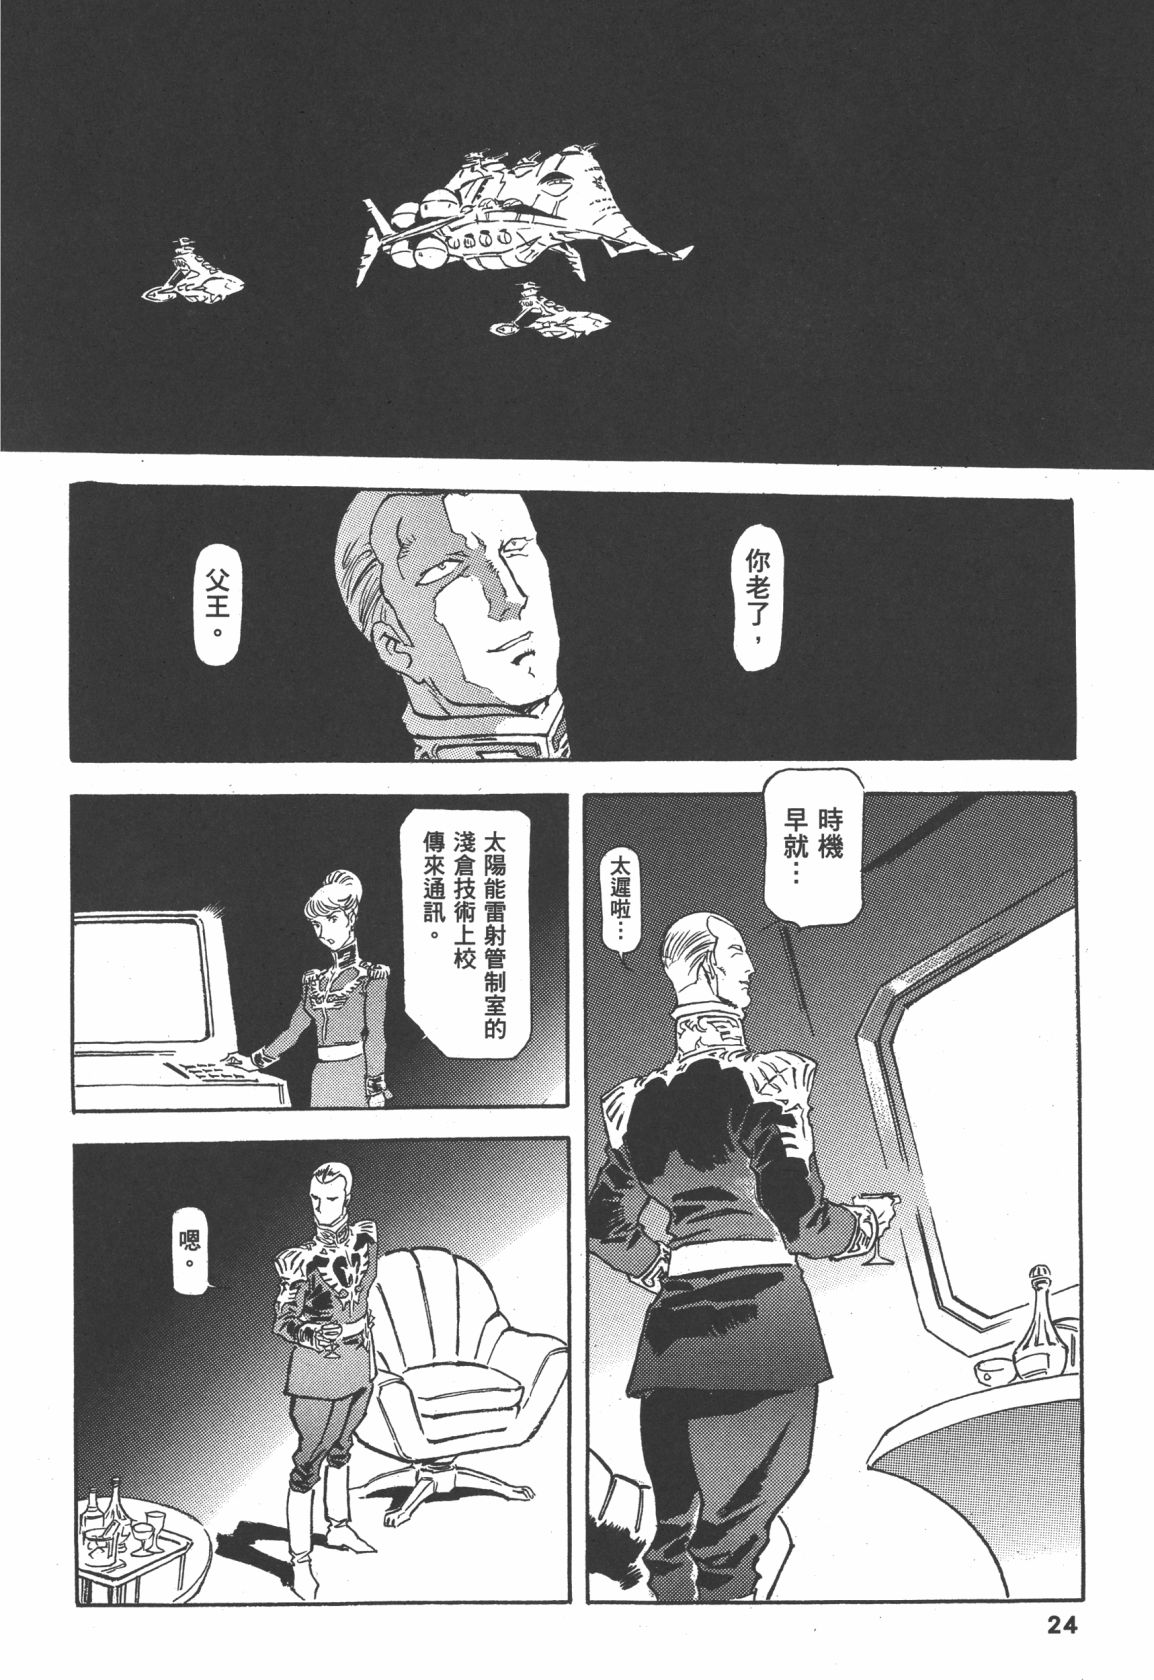 你老了，
父王。
時機
早就…
太遲啦…
太陽能雷射管制室的
淺倉技術上校
傳來通訊。
嗯。
24